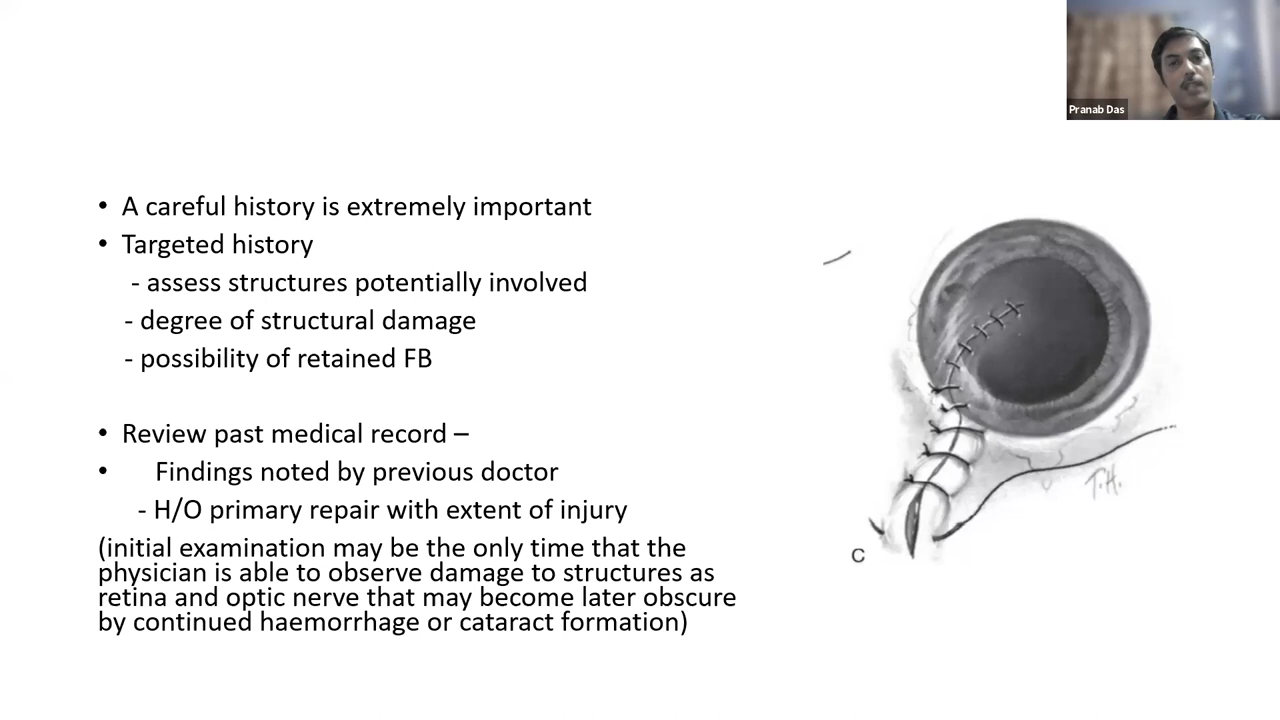 Pranab Das
• A careful history is extremely important
• Targeted history
- assess structures potentially involved
- degree of structural damage
- possibility of retained FB
• Review past medical record –
• Findings noted by previous doctor
- H/O primary repair with extent of injury
(initial examination may be the only time that the
physician is able to observe damage to structures as
retina and optic nerve that may become later obscure
by continued haemorrhage or cataract formation)
T.H.
C